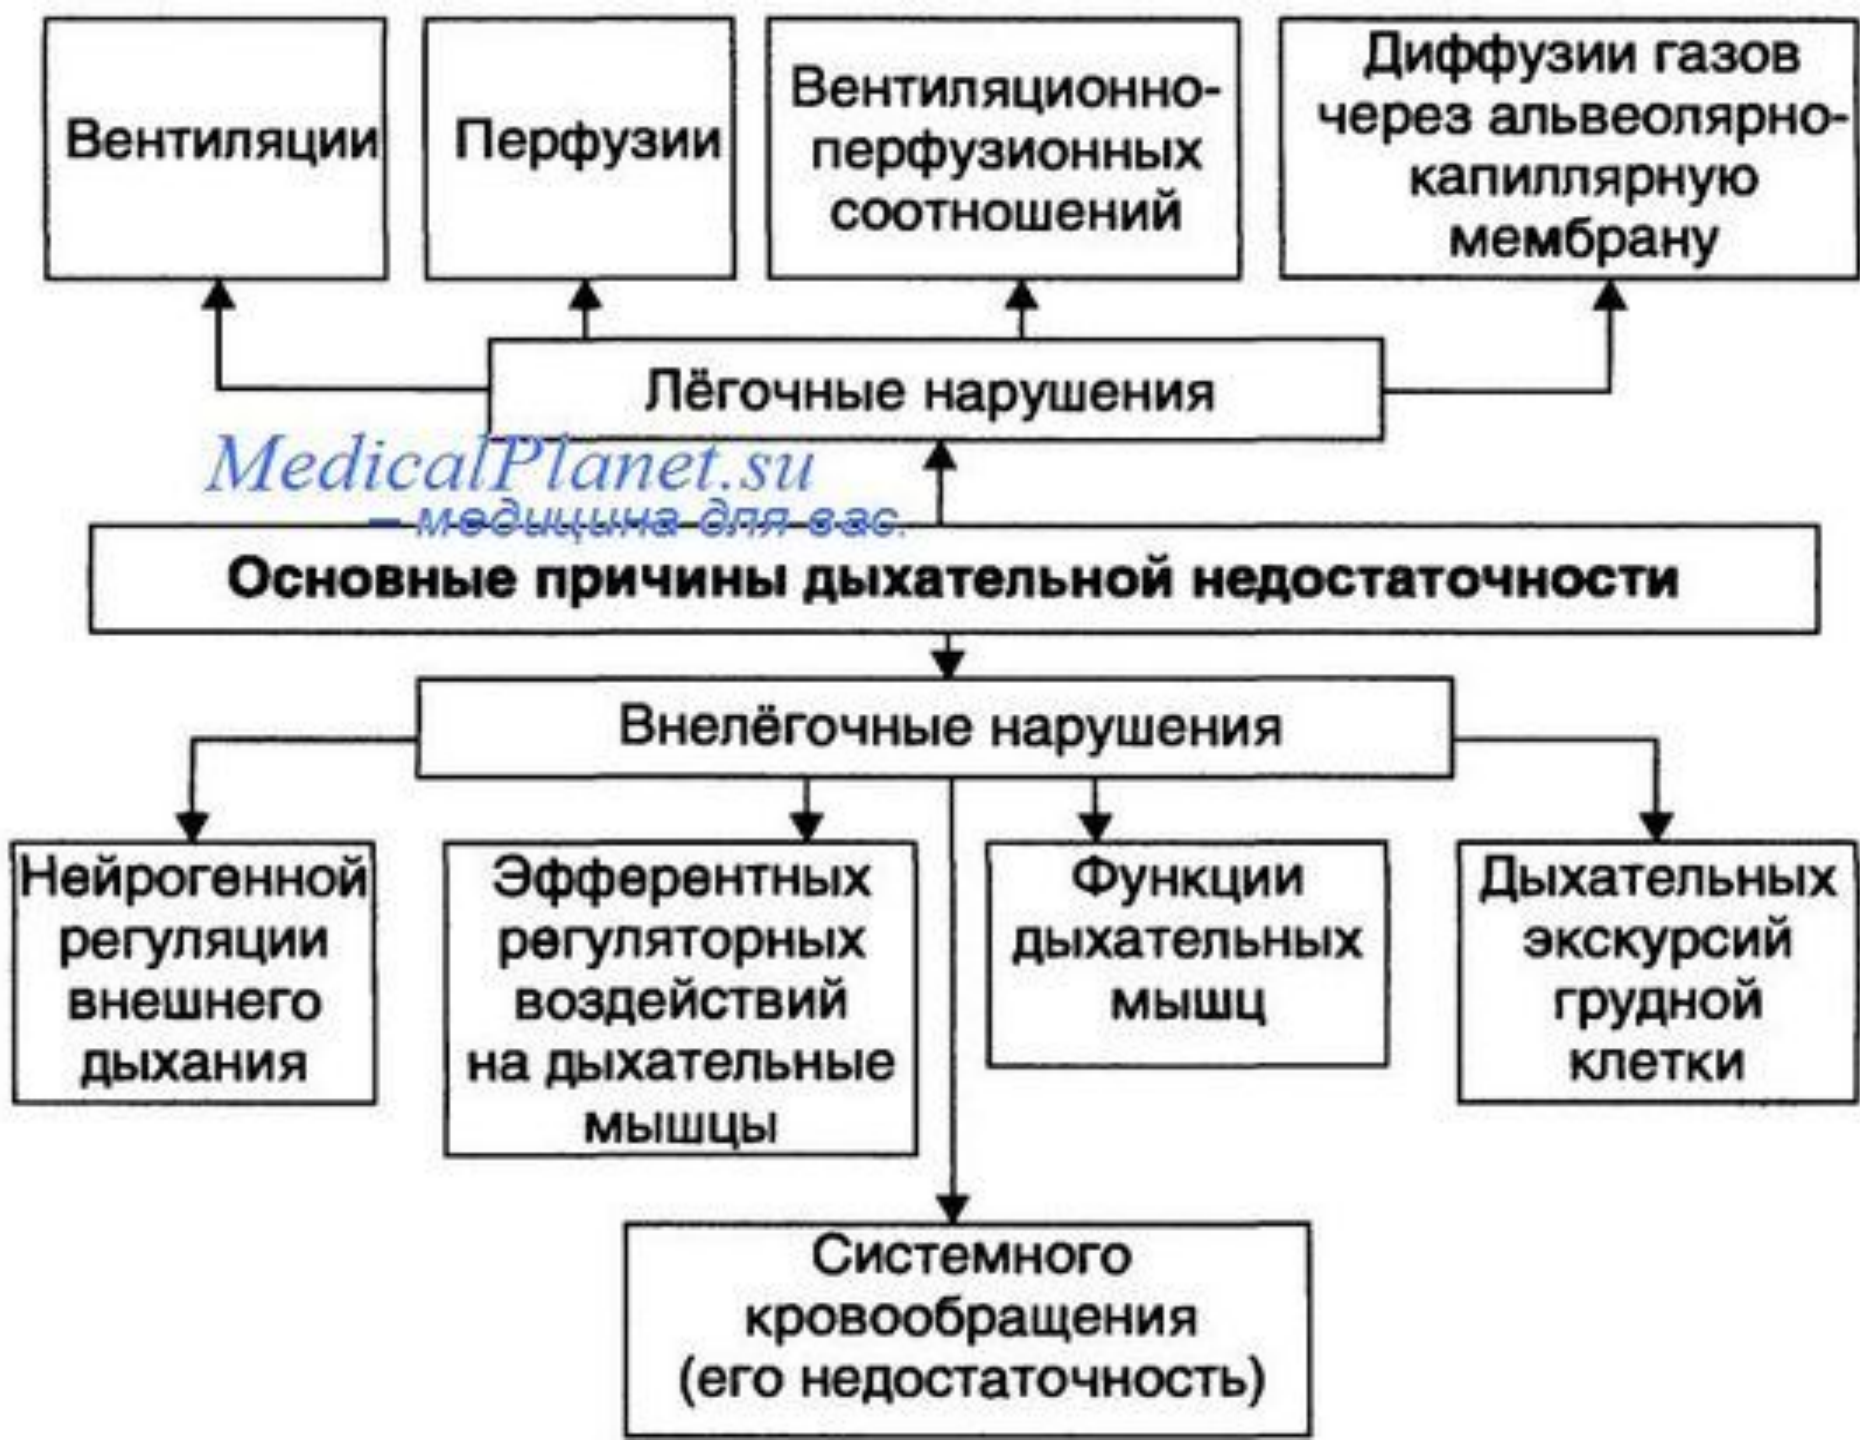 Вентиляции
Перфузии
Вентиляционно-
перфузионных
соотношений
Диффузии газов
через альвеолярно-
капиллярную
мембрану
Лёгочные нарушения
MedicalPlanet.su
– медицина для вас.
Основные причины дыхательной недостаточности
Внелёгочные нарушения
Нейрогенной
регуляции
внешнего
дыхания
Эфферентных
регуляторных
воздействий
на дыхательные
мышцы
Функции
дыхательных
мышц
Дыхательных
экскурсий
грудной
клетки
Системного
кровообращения
(его недостаточность)